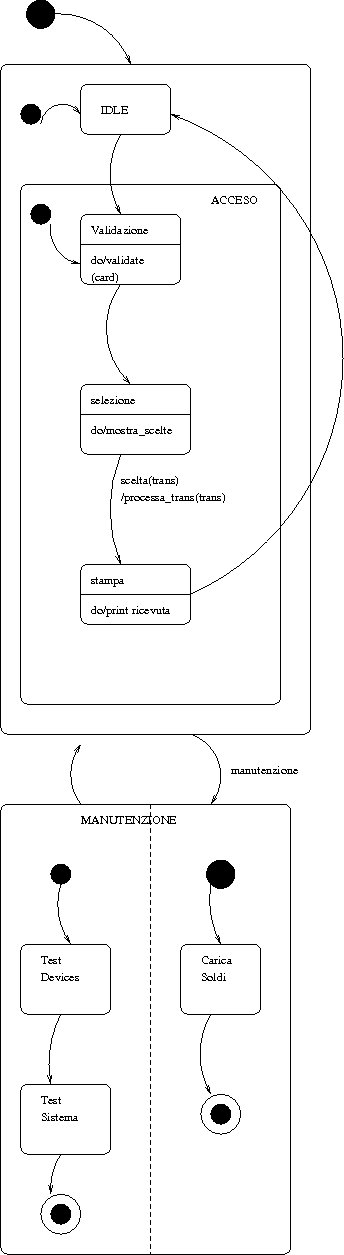 IDLE
ACCESO
Validazione
do/validate
(card)
selezione
do/mostra_scelte
scelta(trans)
/processa_trans(trans)
stampa
do/print ricevuta
manutenzione
MANUTENZIONE
Test
Devices
Carica
Soldi
Test
Sistema